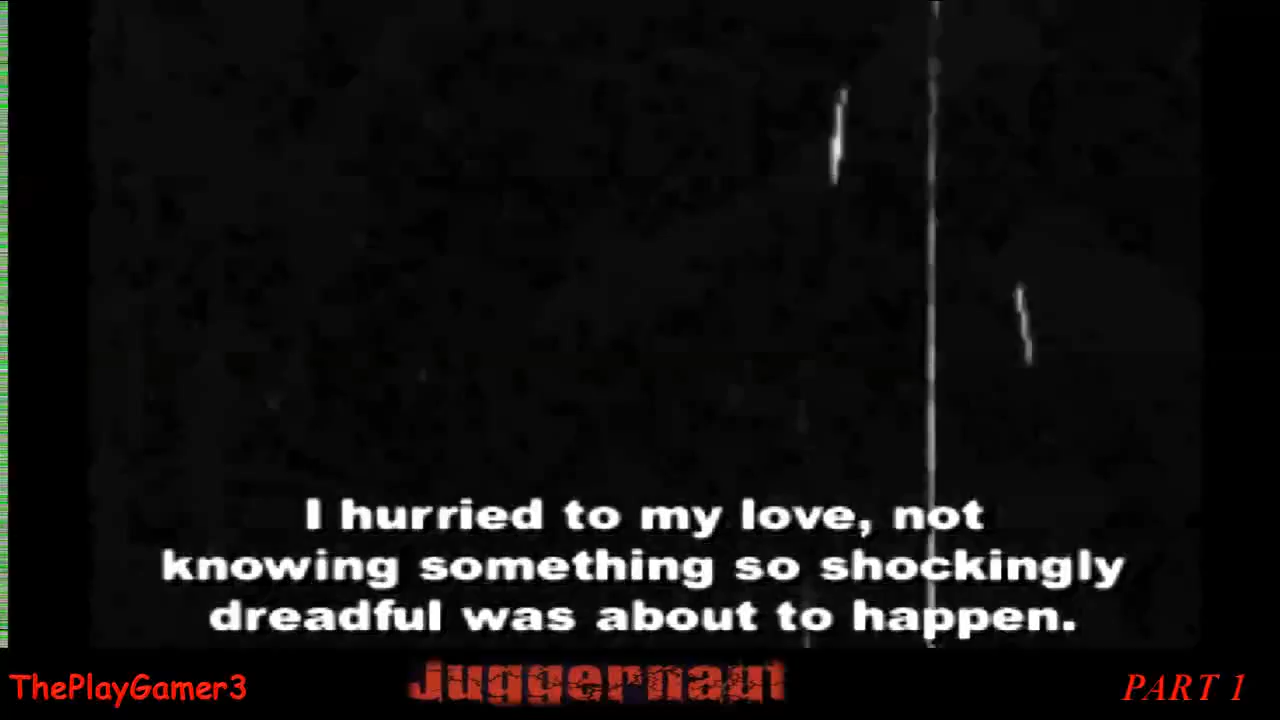 I hurried to my love, not
knowing something so shockingly
dreadful was about to happen.
ThePlayGamer3
Juggernaut
PART 1